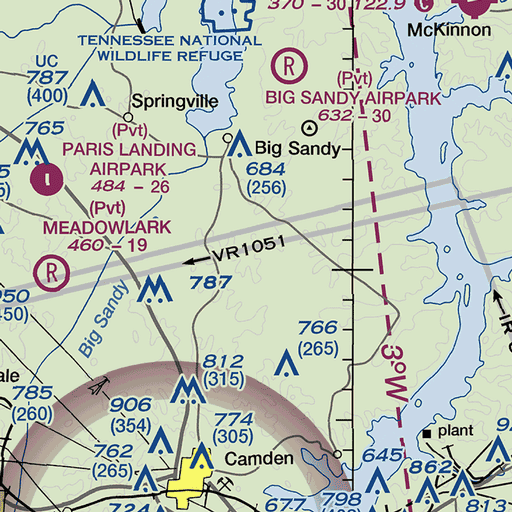 370 - 30 122.9
C
McKinnon
TENNESSEE NATIONAL
WILDLIFE REFUGE
R
UC
787
(400)
Springville
(Pvt)
BIG SANDY AIRPARK
632 - 30
765
(Pvt)
PARIS LANDING
AIRPARK
484 - 26
Big Sandy
684
(256)
(Pvt)
MEADOWLARK
460 - 19
R
VR1051
787
950
Big Sandy
766
(265)
3°W
812
(315)
785
(260)
906
(354)
774
(305)
762
(265)
Camden
plant
645
862
724
677
798
813